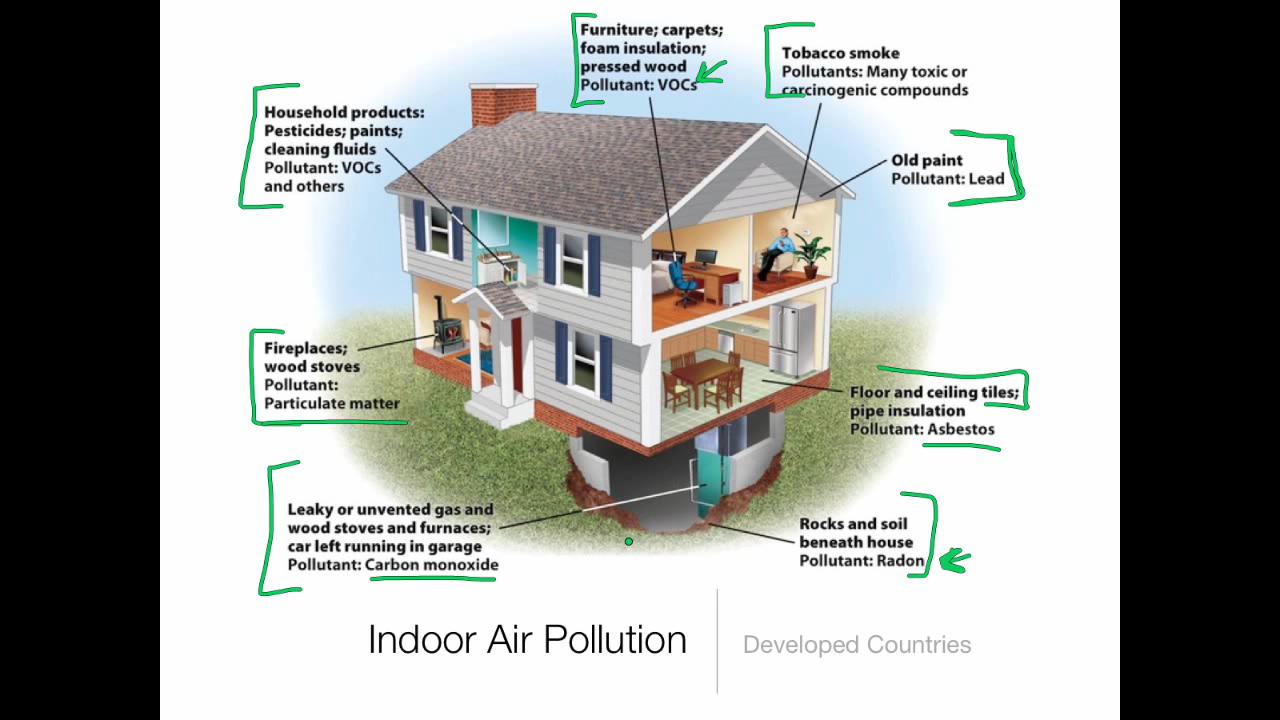 Furniture; carpets;
foam insulation;
pressed wood
Pollutant: VOCs
Tobacco smoke
Pollutants: Many toxic or
carcinogenic compounds
Household products:
Pesticides; paints;
cleaning fluids
Pollutant: VOCs
and others
Old paint
Pollutant: Lead
Fireplaces;
wood stoves
Pollutant:
Particulate matter
Floor and ceiling tiles;
pipe insulation
Pollutant: Asbestos
Leaky or unvented gas and
wood stoves and furnaces;
car left running in garage
Pollutant: Carbon monoxide
Rocks and soil
beneath house
Pollutant: Radon
Indoor Air Pollution
Developed Countries